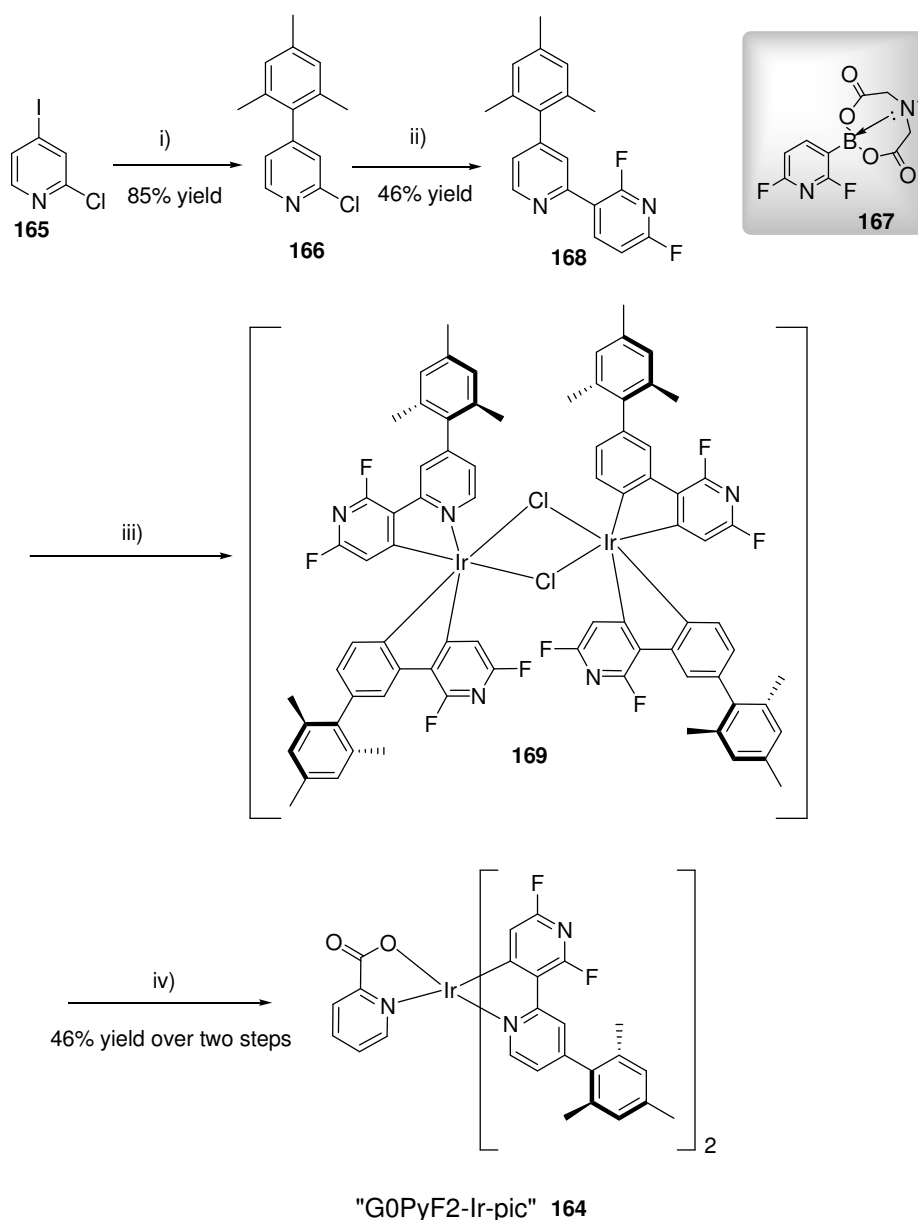 I
N
Cl
165
i)
85% yield
N
Cl
166
ii)
46% yield
F
N
N
F
168
O
O
N
B
O
O
F
N
F
167
iii)
F
N
F
N
Ir
Cl
Cl
Ir
F
N
F
F
N
F
F
N
F
169
iv)
46% yield over two steps
O
O
N
Ir
F
N
F
N
2
"G0PyF2-Ir-pic" 164